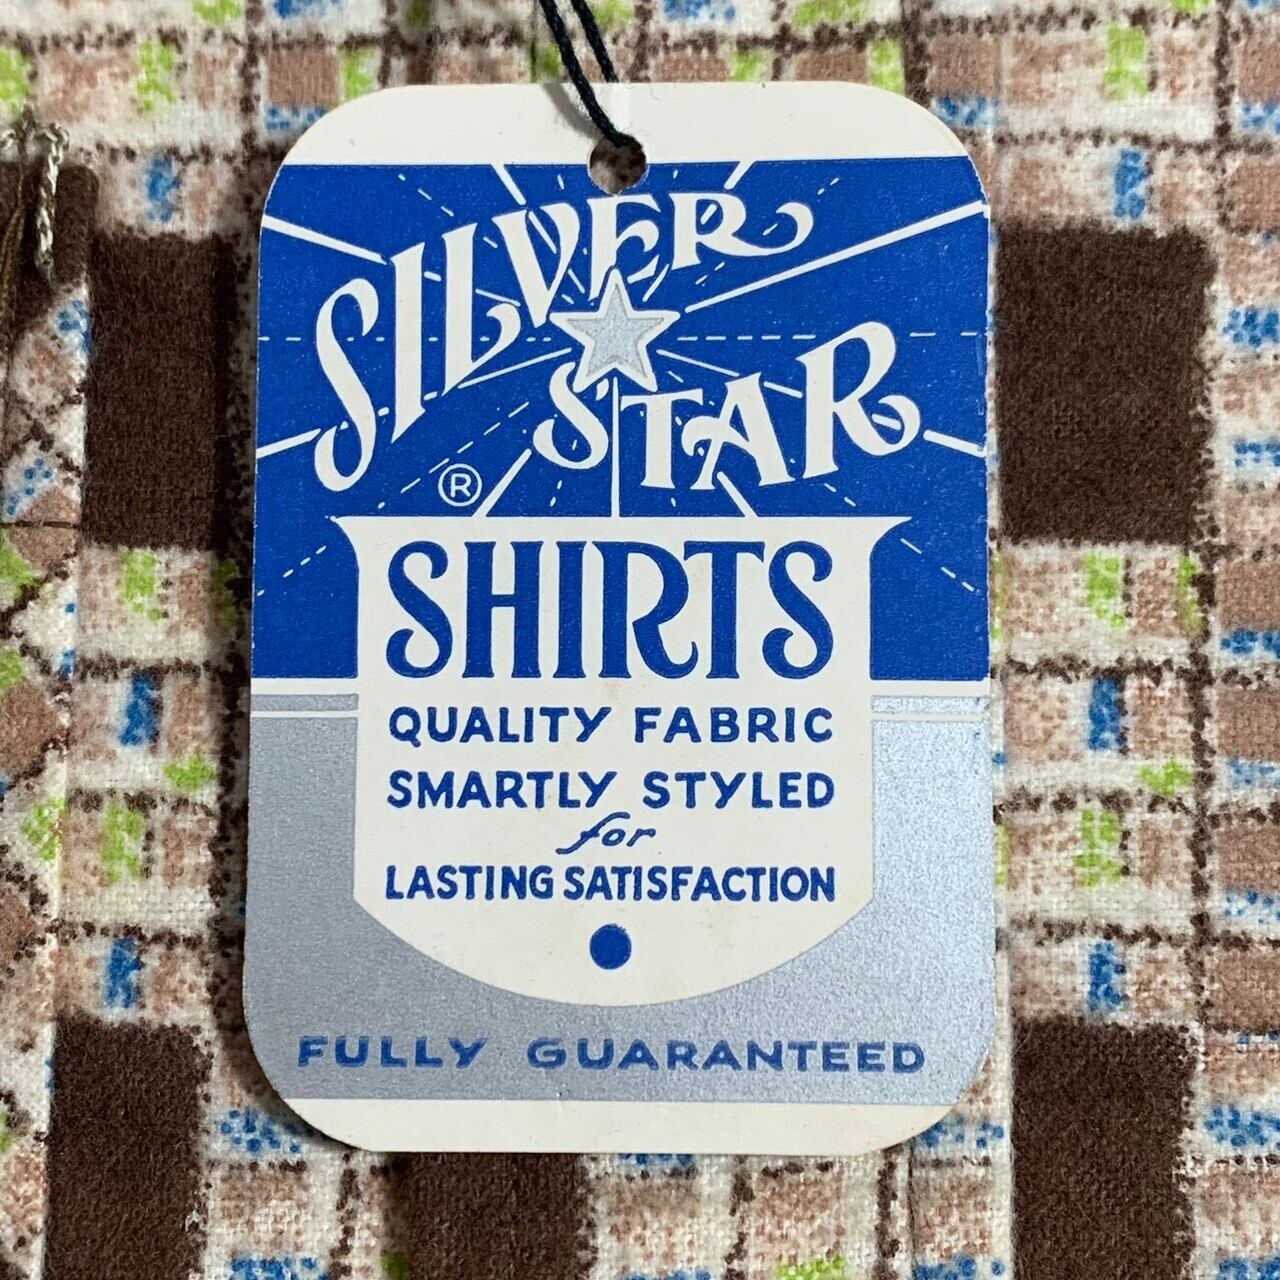 SILVER
STAR
®
SHIRTS
QUALITY FABRIC
SMARTLY STYLED
for
LASTING SATISFACTION
FULLY GUARANTEED